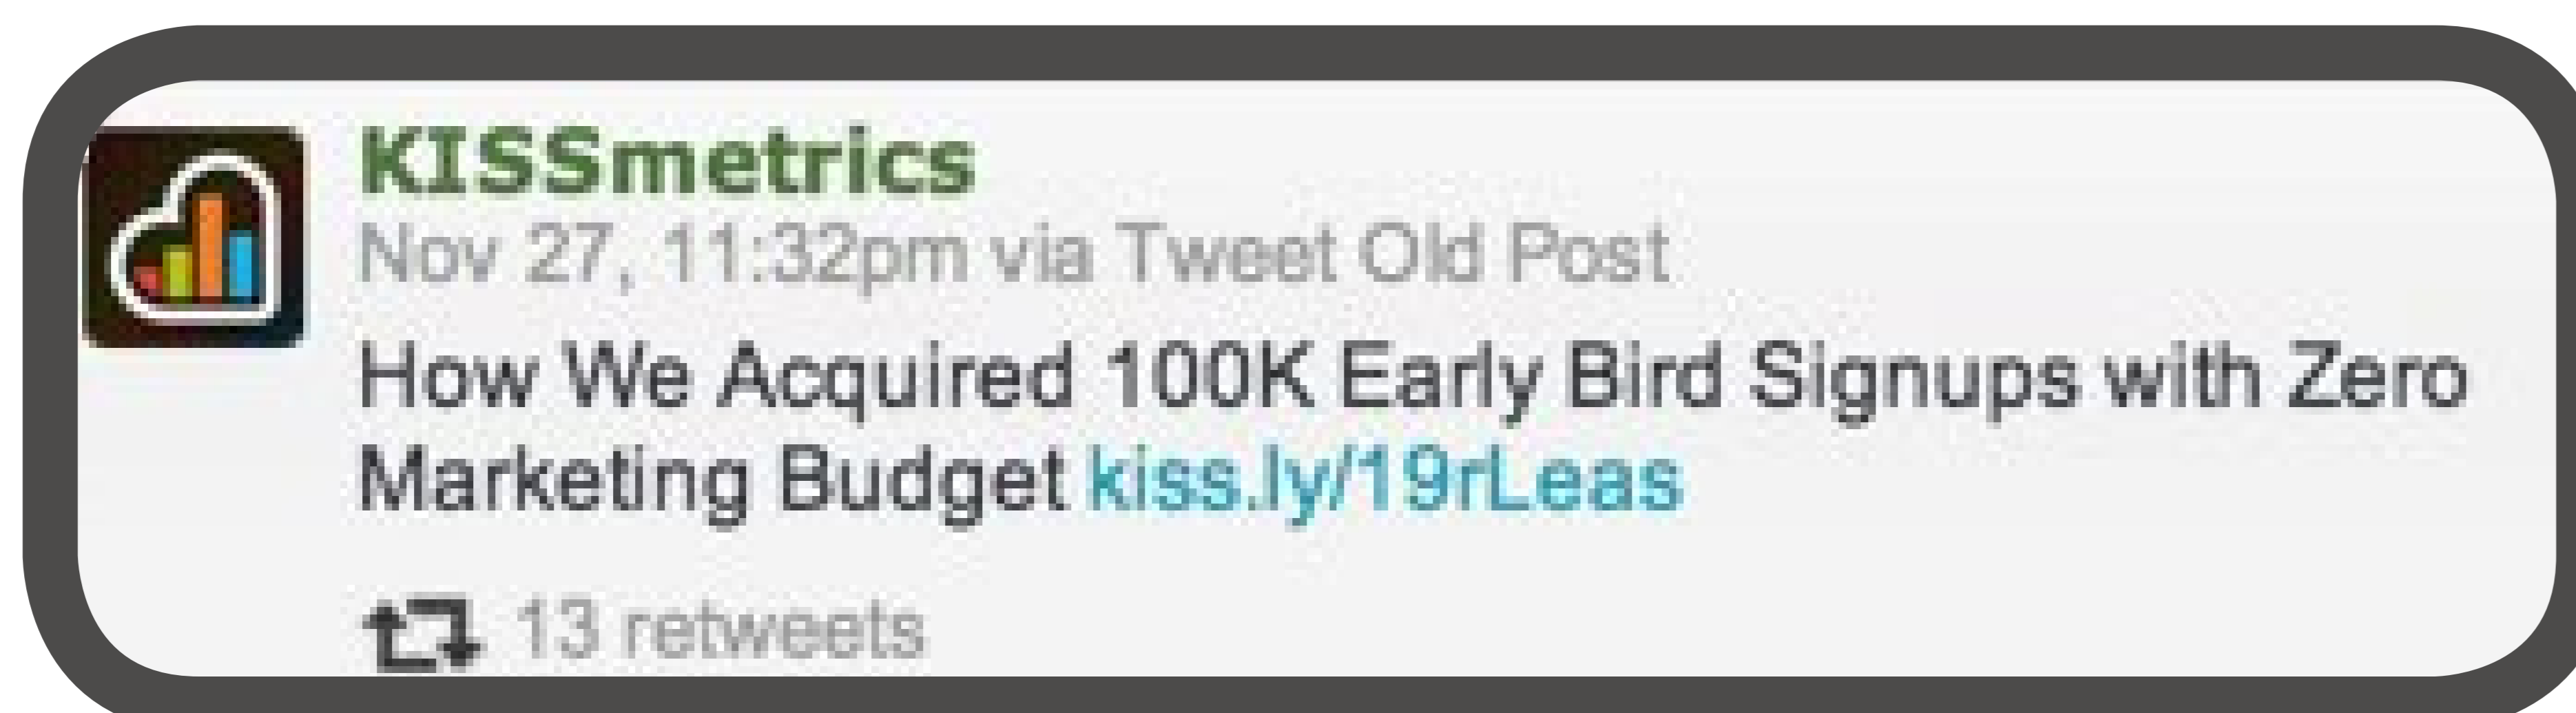 KISSmetrics
Nov 27, 11:32pm via Tweet Old Post
How We Acquired 100K Early Bird Signups with Zero
Marketing Budget kiss.ly/19rLeas
13 retweets